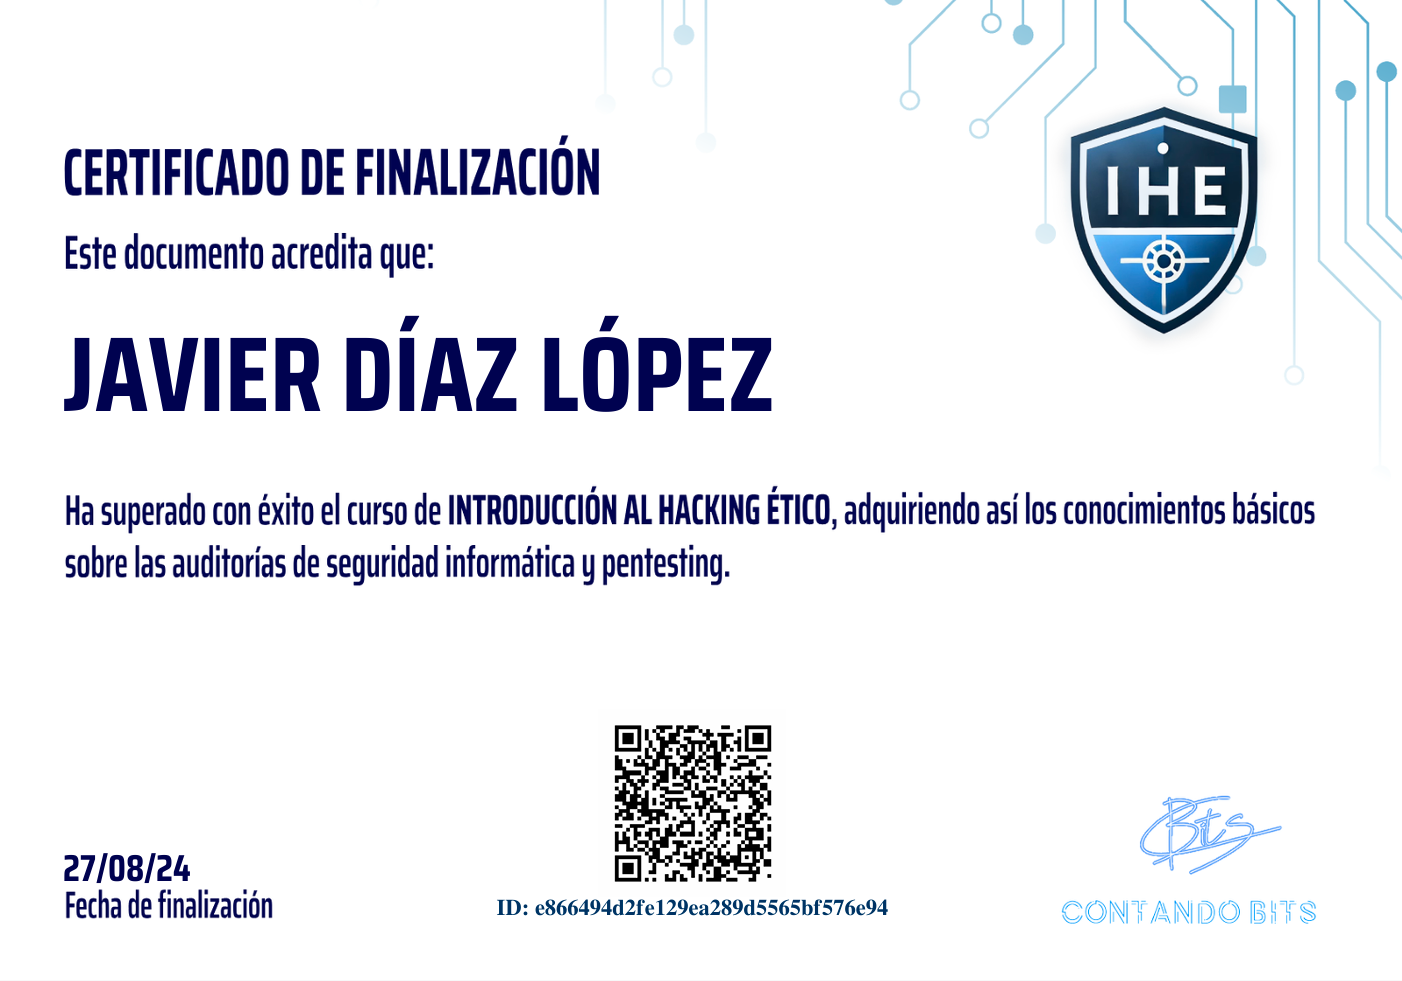 IHE
CERTIFICADO DE FINALIZACIÓN
Este documento acredita que:
JAVIER DÍAZ LÓPEZ
Ha superado con éxito el curso de INTRODUCCIÓN AL HACKING ÉTICO, adquiriendo así los conocimientos básicos
sobre las auditorías de seguridad informática y pentesting.
27/08/24
Fecha de finalización
ID: e866494d2fe129ea289d5565bf576e94
Bits
CONTANDO BITS